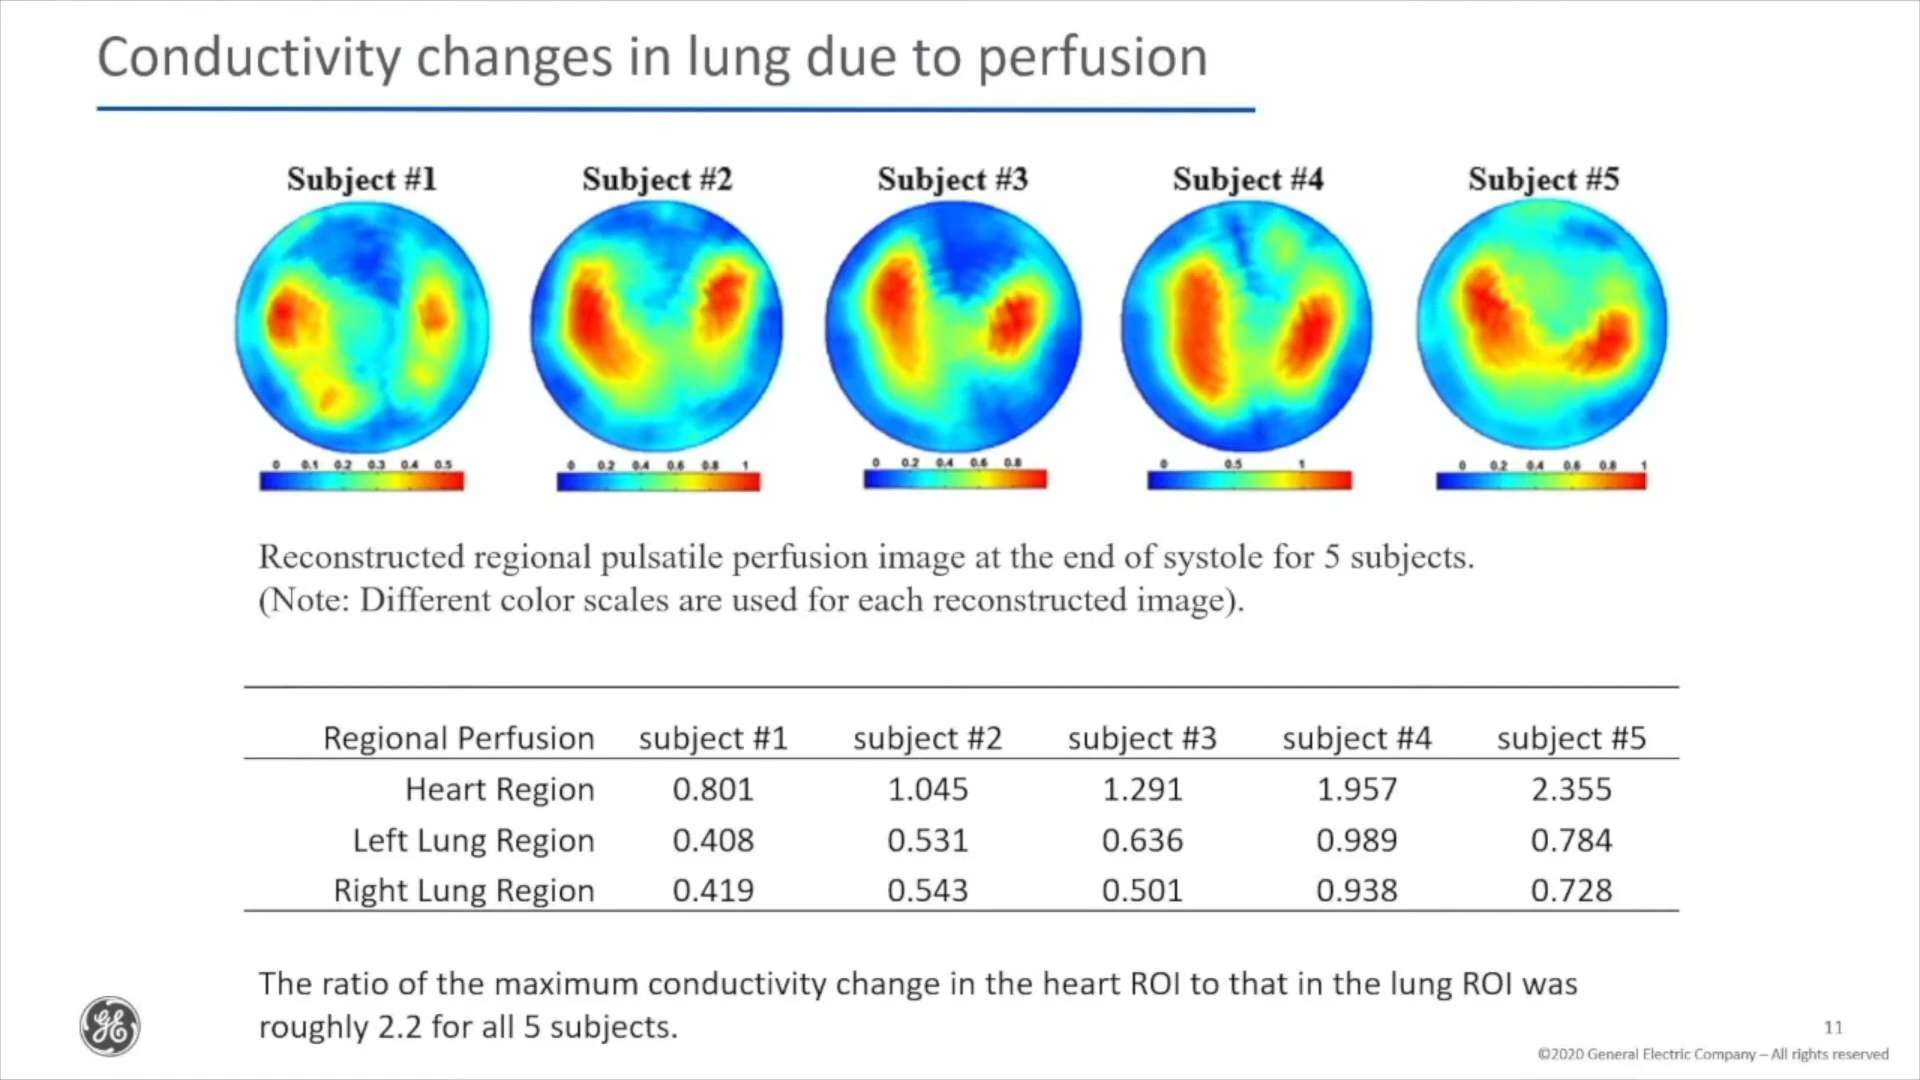 Conductivity changes in lung due to perfusion
Subject #1 Subject #2 Subject #3 Subject #4 Subject #5
0 0.1 0.2 0.3 0.4 0.5
0 0.2 0.4 0.6 0.8 1
0 0.2 0.4 0.6 0.8
0 0.5 1
0 0.2 0.4 0.6 0.8 1
Reconstructed regional pulsatile perfusion image at the end of systole for 5 subjects.
(Note: Different color scales are used for each reconstructed image).
Regional Perfusion subject #1 subject #2 subject #3 subject #4 subject #5
Heart Region 0.801 1.045 1.291 1.957 2.355
Left Lung Region 0.408 0.531 0.636 0.989 0.784
Right Lung Region 0.419 0.543 0.501 0.938 0.728
The ratio of the maximum conductivity change in the heart ROI to that in the lung ROI was
roughly 2.2 for all 5 subjects.
GE
11
©2020 General Electric Company – All rights reserved